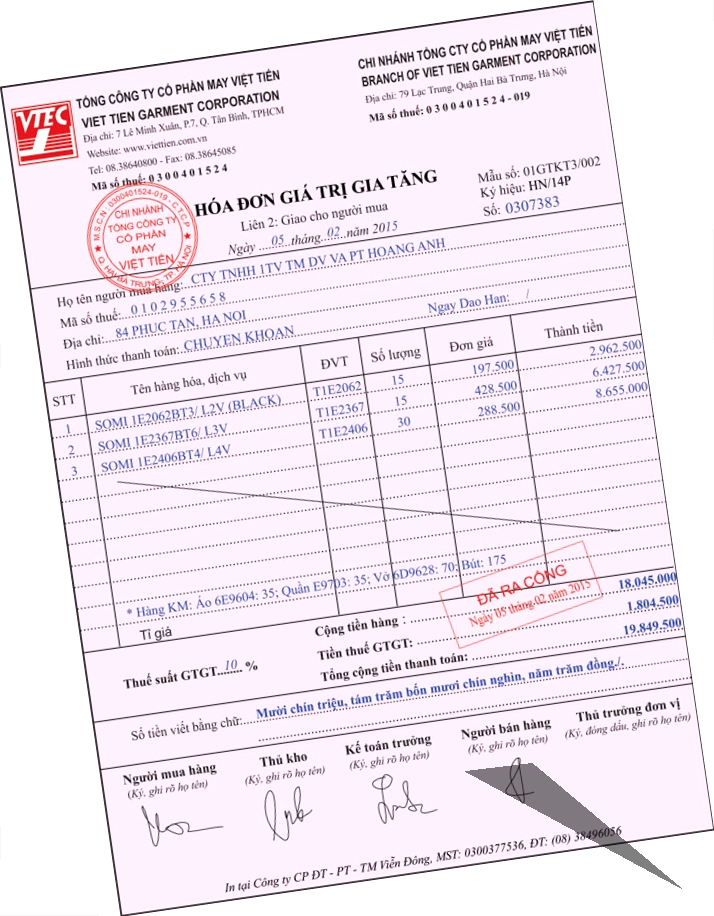 VTEC
TỔNG CÔNG TY CỔ PHẦN MAY VIỆT TIẾN
VIET TIEN GARMENT CORPORATION
Địa chỉ: 7 Lê Minh Xuân, P.7, Q. Tân Bình, TPHCM
Website: www.viettien.com.vn
Tel: 08.38640800 - Fax: 08.38645085
Mã số thuế: 0 3 0 0 4 0 1 5 2 4
CHI NHÁNH TỔNG CTY CỔ PHẦN MAY VIỆT TIẾN
BRANCH OF VIET TIEN GARMENT CORPORATION
Địa chỉ: 79 Lạc Trung, Quận Hai Bà Trưng, Hà Nội
Mã số thuế: 0 3 0 0 4 0 1 5 2 4 - 019
HÓA ĐƠN GIÁ TRỊ GIA TĂNG
Liên 2: Giao cho người mua
Ngày ....05....tháng..02...năm 2015
Mẫu số: 01GTKT3/002
Ký hiệu: HN/14P
Số: 0307383
M.S.C.N : 0300401524-019 - C.T.C.P
CHI NHÁNH
TỔNG CÔNG TY
CỔ PHẦN
MAY
VIỆT TIẾN
Q. HAI BÀ TRƯNG, TP. HÀ NỘI
Họ tên người mua hàng: CTY TNHH 1TV TM DV VA PT HOANG ANH
Mã số thuế: 0 1 0 2 9 5 5 6 5 8
Địa chỉ: 84 PHUC TAN, HA NOI
Hình thức thanh toán: CHUYEN KHOAN Ngay Dao Han: /
STT Tên hàng hóa, dịch vụ ĐVT Số lượng Đơn giá Thành tiền
1 SOMI 1E2062BT3/ L2V (BLACK) T1E2062 15 197.500 2.962.500
2 SOMI 1E2367BT6/ L3V T1E2367 15 428.500 6.427.500
3 SOMI 1E2406BT4/ L4V T1E2406 30 288.500 8.655.000
* Hàng KM: Áo 6E9604: 35; Quần E9703: 35; Vở 6D9628: 70; Bút: 175
ĐÃ RA CỔNG
Ngày 05 tháng 02 năm 2015
Tỉ giá Cộng tiền hàng : 18.045.000
Thuế suất GTGT...10... % Tiền thuế GTGT: 1.804.500
Tổng cộng tiền thanh toán: 19.849.500
Số tiền viết bằng chữ: Mười chín triệu, tám trăm bốn mươi chín nghìn, năm trăm đồng./.
Người mua hàng Thủ kho Kế toán trưởng Người bán hàng Thủ trưởng đơn vị
(Ký, ghi rõ họ tên) (Ký, ghi rõ họ tên) (Ký, ghi rõ họ tên) (Ký, ghi rõ họ tên) (Ký, đóng dấu, ghi rõ họ tên)
In tại Công ty CP ĐT - PT - TM Viễn Đông, MST: 0300377536, ĐT: (08) 38496056